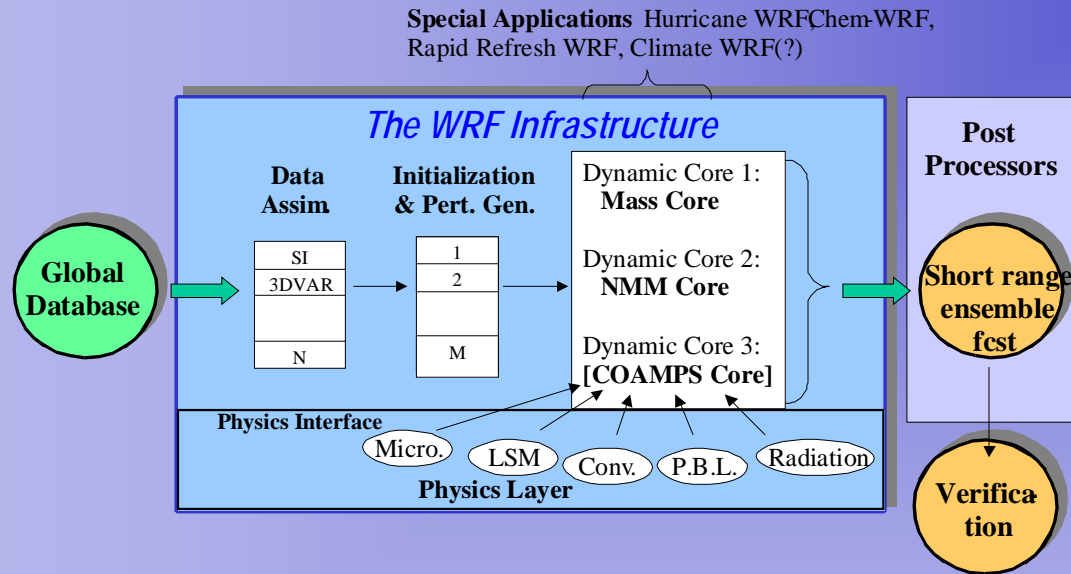 Special Applications: Hurricane WRF,Chem-WRF,
Rapid Refresh WRF, Climate WRF(?)
The WRF Infrastructure
Post
Processors
Data
Assim.
Initialization
& Pert. Gen.
Dynamic Core 1:
Mass Core
Dynamic Core 2:
NMM Core
Dynamic Core 3:
[COAMPS Core]
Global
Database
SI
3DVAR
N
1
2
M
Short range
ensemble
fcst
Physics Interface
Micro.
LSM
Conv.
P.B.L.
Radiation
Physics Layer
Verifica-
tion